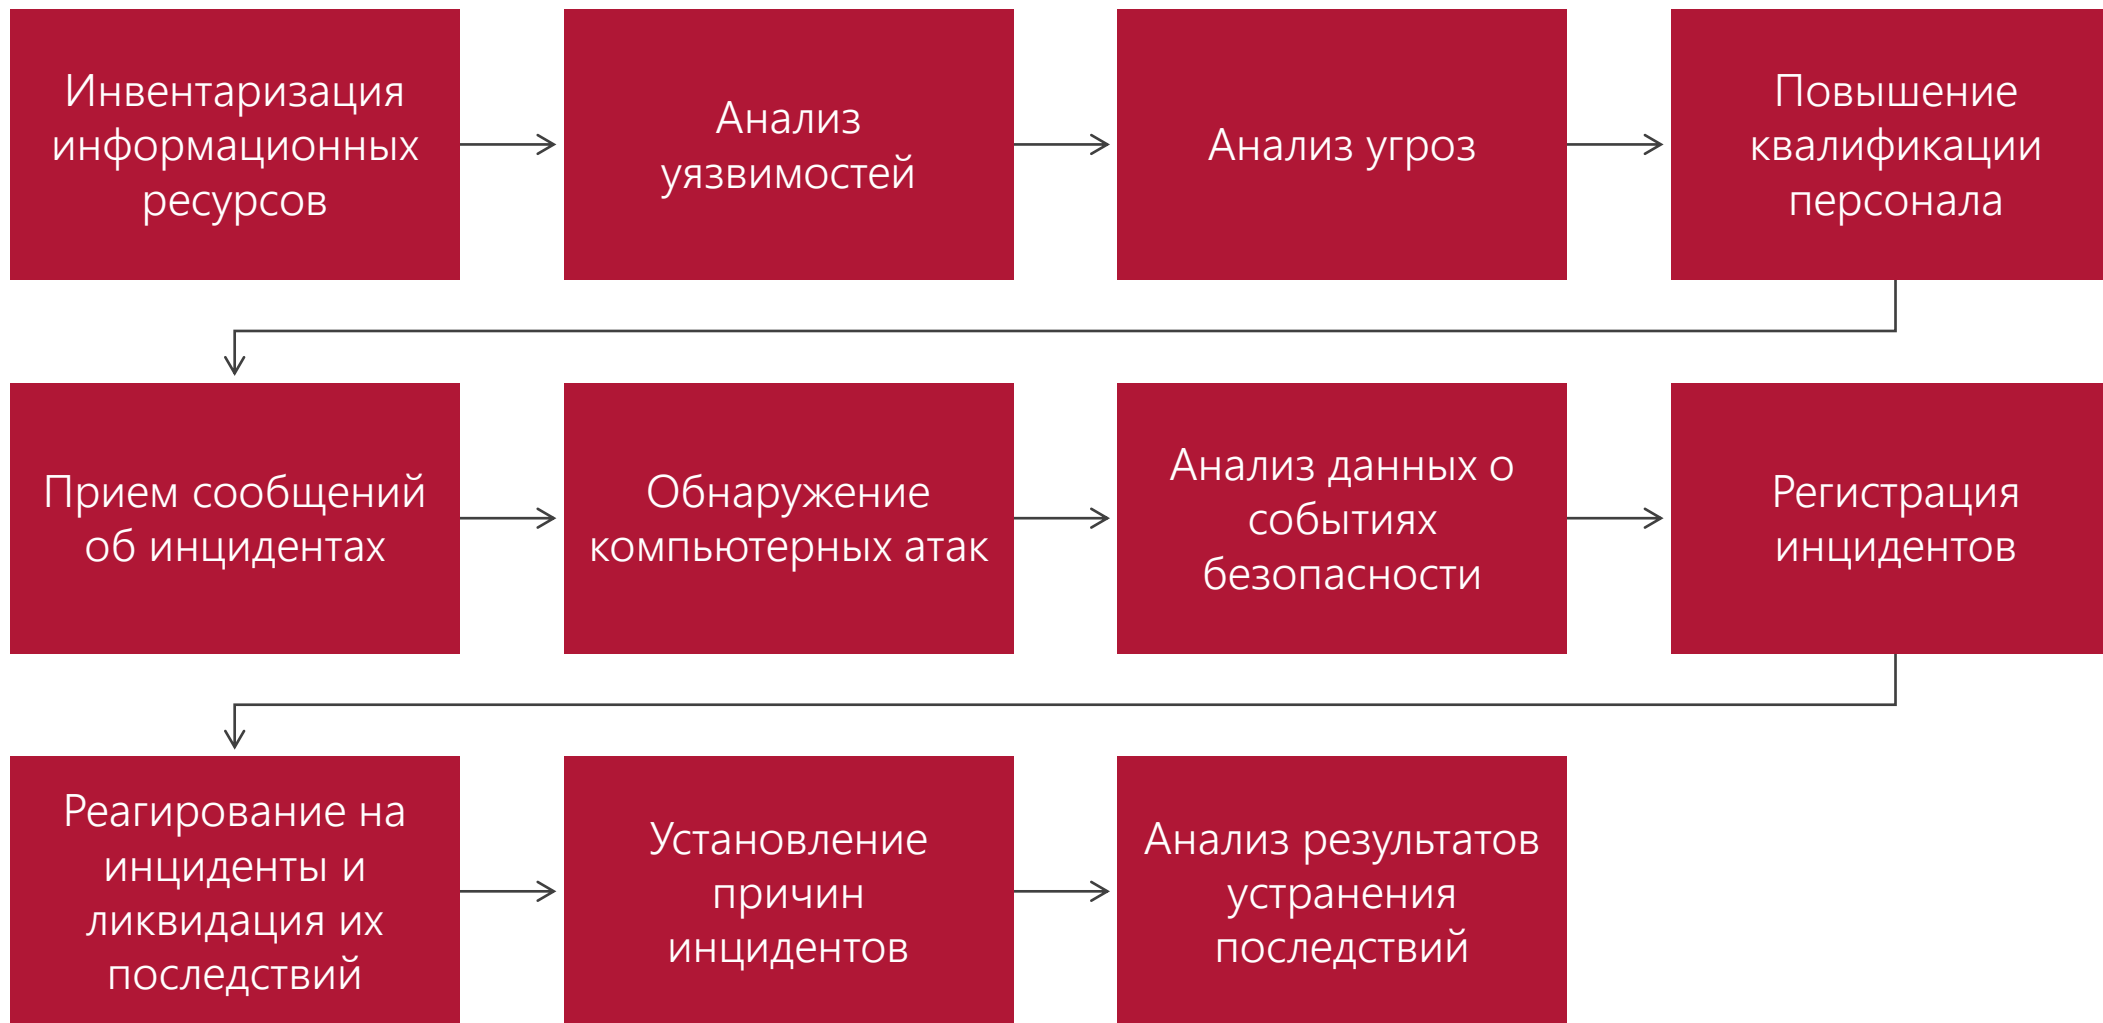 Инвентаризация
информационных
ресурсов
Анализ
уязвимостей
Анализ угроз
Повышение
квалификации
персонала
Прием сообщений
об инцидентах
Обнаружение
компьютерных атак
Анализ данных о
событиях
безопасности
Регистрация
инцидентов
Реагирование на
инциденты и
ликвидация их
последствий
Установление
причин
инцидентов
Анализ результатов
устранения
последствий